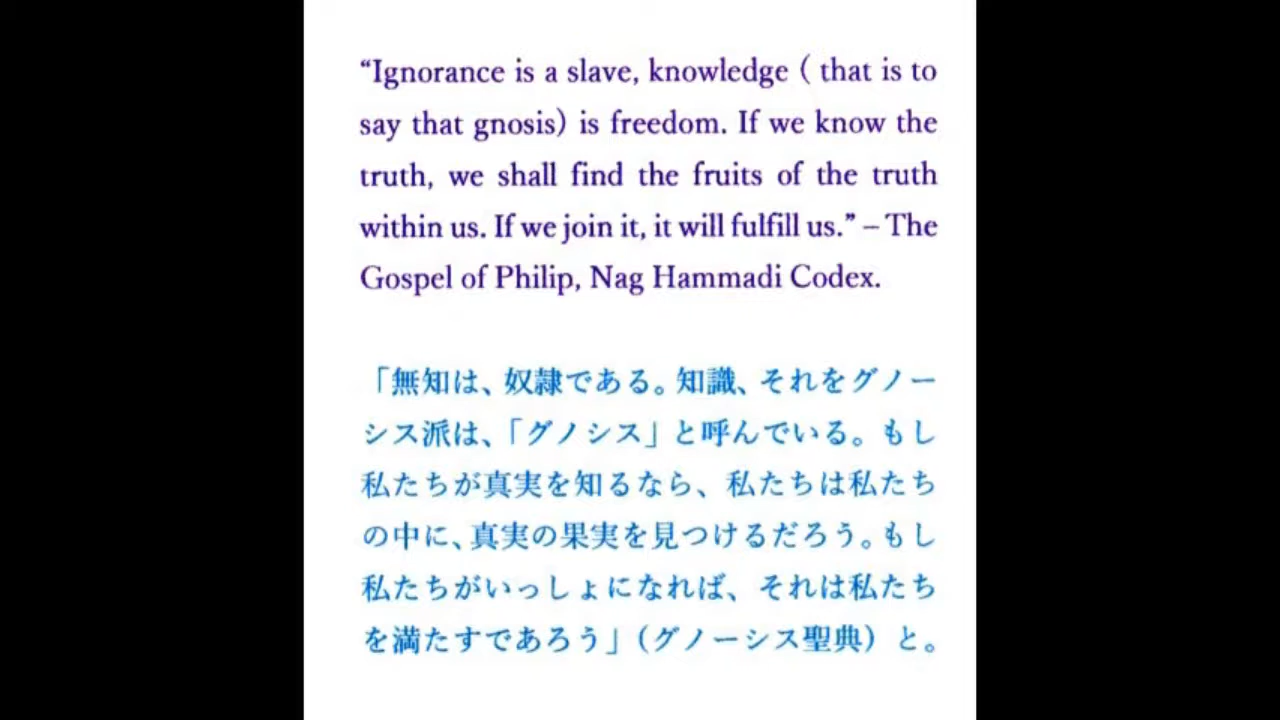 “Ignorance is a slave, knowledge ( that is to
say that gnosis) is freedom. If we know the
truth, we shall find the fruits of the truth
within us. If we join it, it will fulfill us.” – The
Gospel of Philip, Nag Hammadi Codex.
「無知は、奴隷である。知識、それをグノー
シス派は、「グノシス」と呼んでいる。もし
私たちが真実を知るなら、私たちは私たち
の中に、真実の果実を見つけるだろう。もし
私たちがいっしょになれば、それは私たち
を満たすであろう」（グノーシス聖典）と。